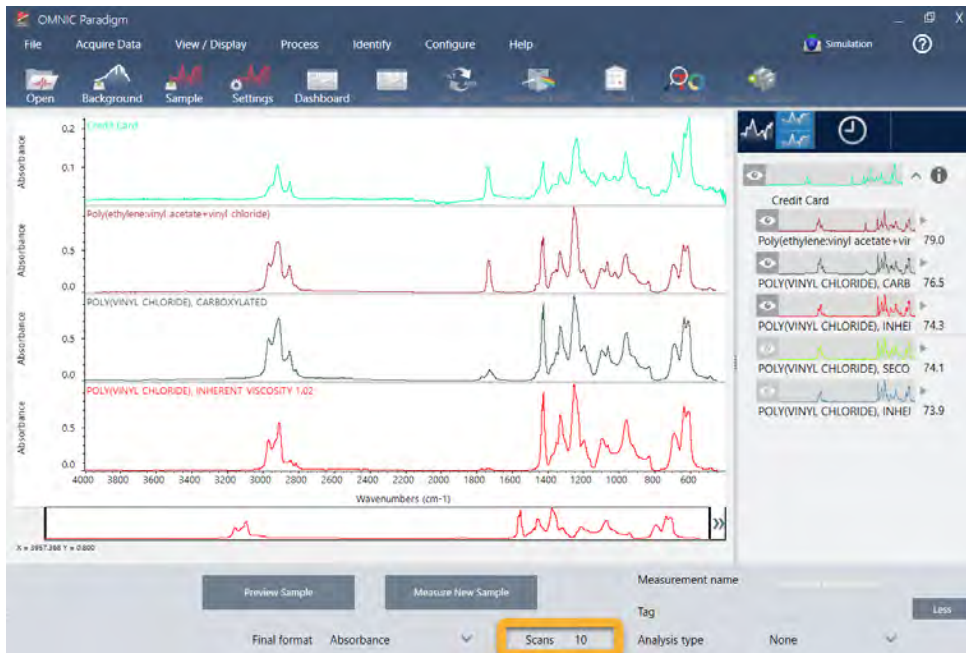 OMNIC Paradigm
File Acquire Data View / Display Process Identify Configure Help Simulation
Open Background Sample Settings Dashboard
Absorbance 0.2 0.1 Credit Card
Absorbance 0.5 0.0 Poly(ethylene:vinyl acetate+vinyl chloride)
Absorbance 0.5 0.0 POLY(VINYL CHLORIDE), CARBOXYLATED
Absorbance 0.5 0.0 POLY(VINYL CHLORIDE), INHERENT VISCOSITY 1.02
4000 3800 3600 3400 3200 3000 2800 2600 2400 2200 2000 1800 1600 1400 1200 1000 800 600
Wavenumbers (cm-1)
X = 3957.368 Y = 0.800
Credit Card
Poly(ethylene:vinyl acetate+vir 79.0
POLY(VINYL CHLORIDE), CARB 76.5
POLY(VINYL CHLORIDE), INHEI 74.3
POLY(VINYL CHLORIDE), SECO 74.1
POLY(VINYL CHLORIDE), INHEI 73.9
Preview Sample Measure New Sample Measurement name
Tag Less
Final format Absorbance Scans 10 Analysis type None